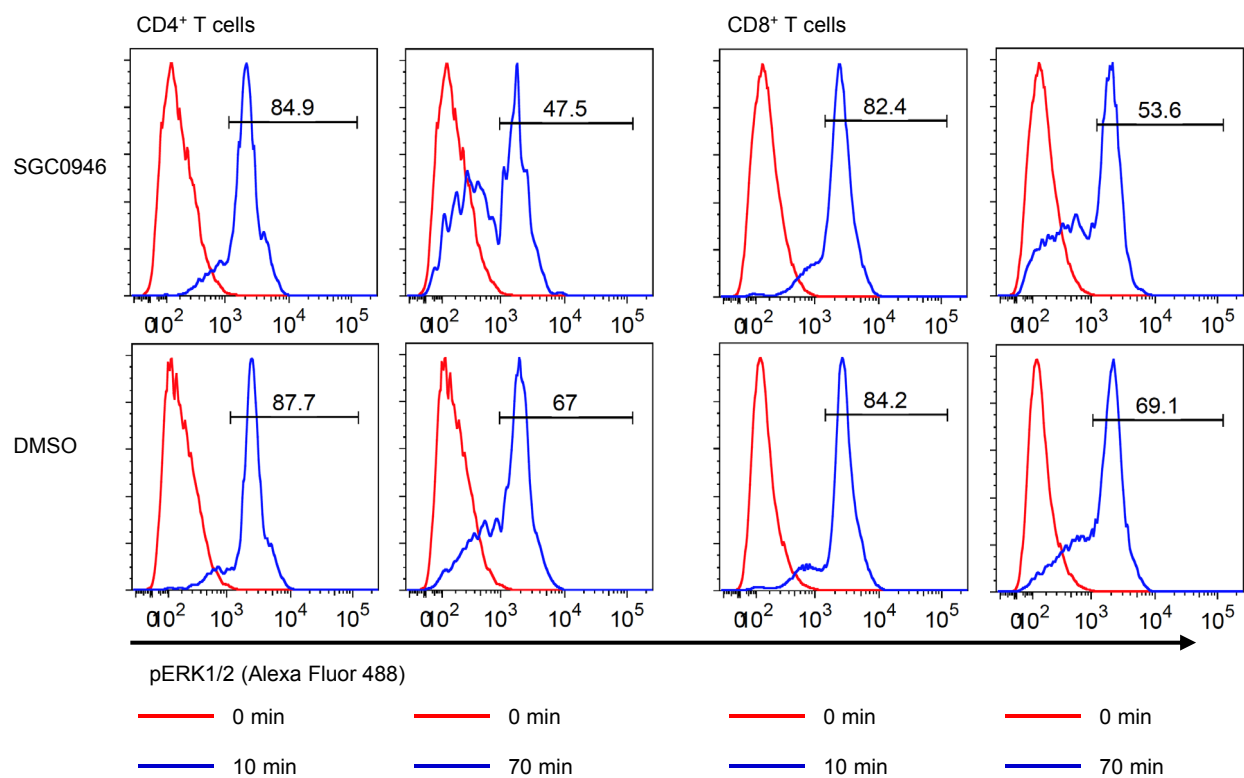 CD4⁺ T cells CD8⁺ T cells
SGC0946
84.9 47.5 82.4 53.6
0 10² 10³ 10⁴ 10⁵ 0 10² 10³ 10⁴ 10⁵ 0 10² 10³ 10⁴ 10⁵ 0 10² 10³ 10⁴ 10⁵
DMSO
87.7 67 84.2 69.1
0 10² 10³ 10⁴ 10⁵ 0 10² 10³ 10⁴ 10⁵ 0 10² 10³ 10⁴ 10⁵ 0 10² 10³ 10⁴ 10⁵
pERK1/2 (Alexa Fluor 488)
0 min 0 min 0 min 0 min
10 min 70 min 10 min 70 min